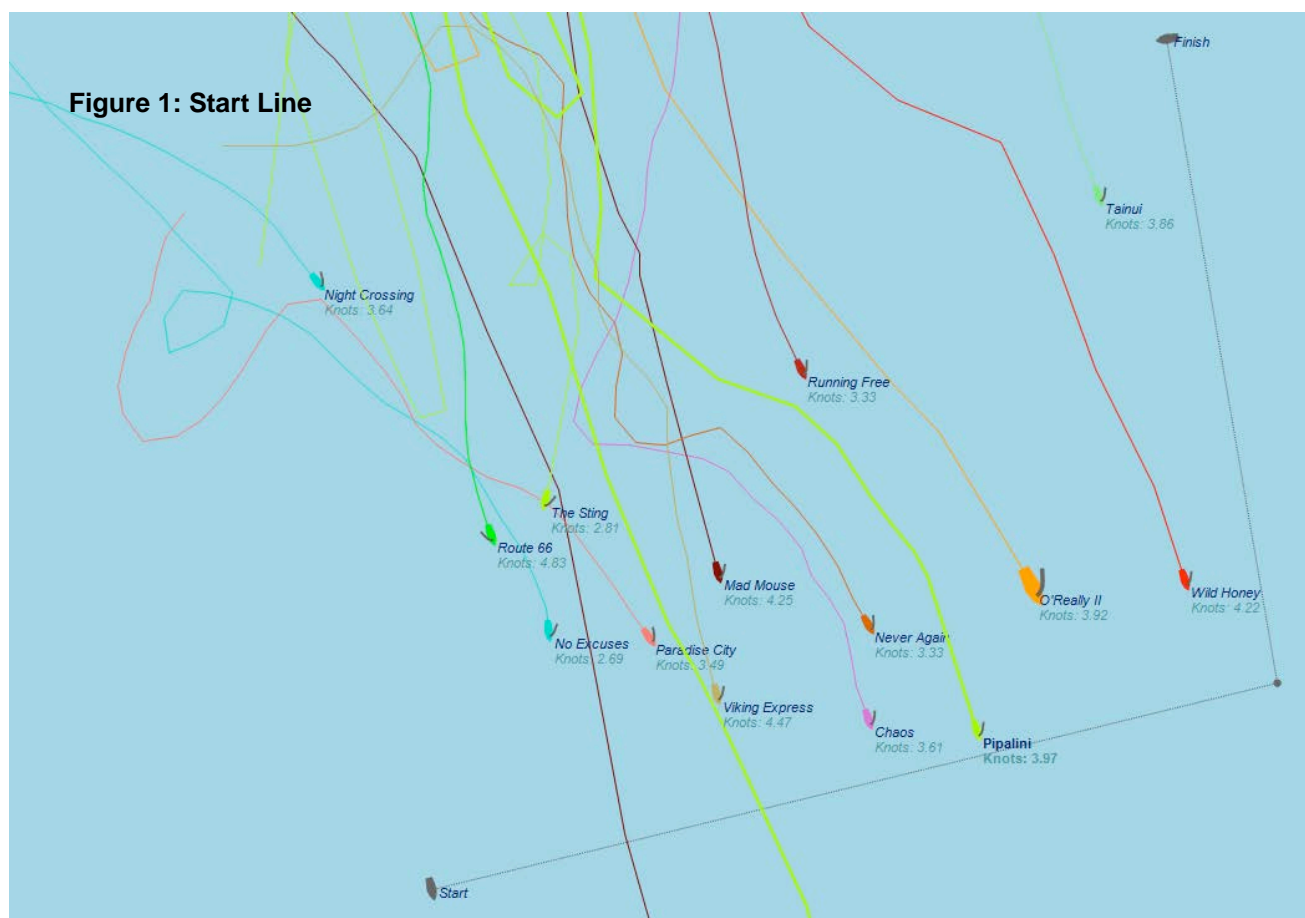 Finish
Figure 1: Start Line
Tainui
Knots: 3.86
Night Crossing
Knots: 3.64
Running Free
Knots: 3.33
The Sting
Knots: 2.81
Route 66
Knots: 4.83
Mad Mouse
Knots: 4.25
O'Really II
Knots: 3.92
Wild Honey
Knots: 4.22
No Excuses
Knots: 2.69
Paradise City
Knots: 3.49
Never Again
Knots: 3.33
Viking Express
Knots: 4.47
Chaos
Knots: 3.61
Pipalini
Knots: 3.97
Start